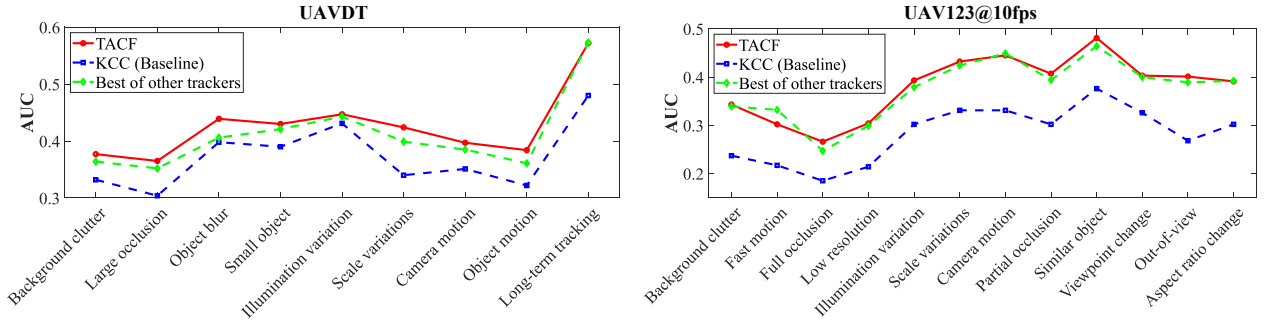 UAVDT
0.6
0.5
0.4
0.3
AUC
TACF
KCC (Baseline)
Best of other trackers
Background clutter
Large occlusion
Object blur
Small object
Illumination variation
Scale variations
Camera motion
Object motion
Long-term tracking
UAV123@10fps
0.5
0.4
0.3
0.2
AUC
TACF
KCC (Baseline)
Best of other trackers
Background clutter
Fast motion
Full occlusion
Low resolution
Illumination variation
Scale variations
Camera motion
Partial occlusion
Similar object
Viewpoint change
Out-of-view
Aspect ratio change